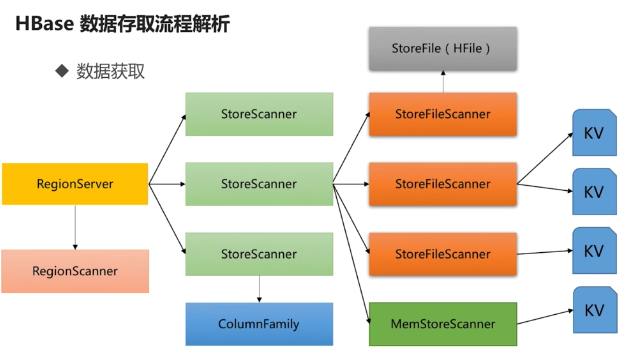 HBase 数据存取流程解析
◆ 数据获取
StoreFile（HFile）
StoreScanner
StoreFileScanner
KV
RegionServer
StoreScanner
StoreFileScanner
KV
RegionScanner
StoreScanner
StoreFileScanner
KV
ColumnFamily
MemStoreScanner
KV